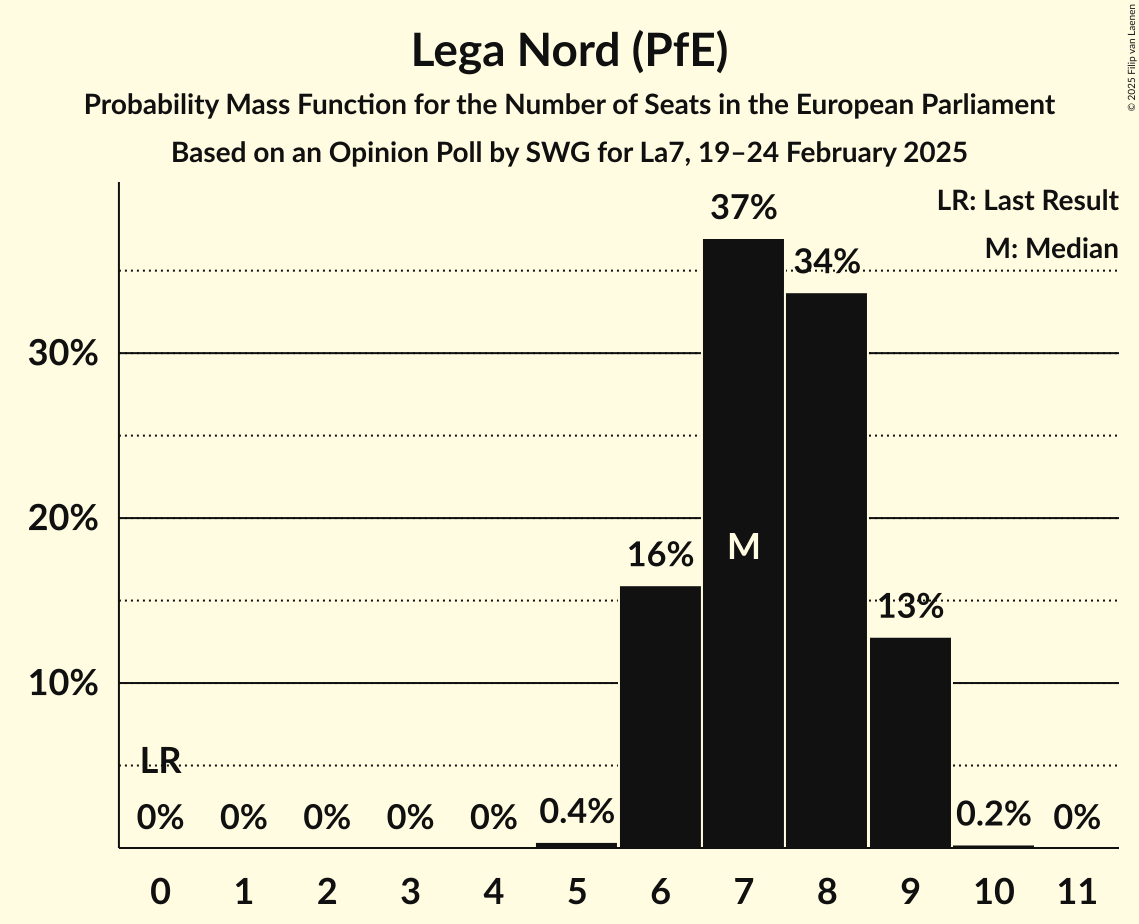 Lega Nord (PfE)
Probability Mass Function for the Number of Seats in the European Parliament
Based on an Opinion Poll by SWG for La7, 19–24 February 2025
© 2025 Filip van Laenen
LR: Last Result
M: Median
37%
34%
30%
20%
16%
M
13%
10%
LR
0% 0% 0% 0% 0% 0.4% 0.2% 0%
0 1 2 3 4 5 6 7 8 9 10 11